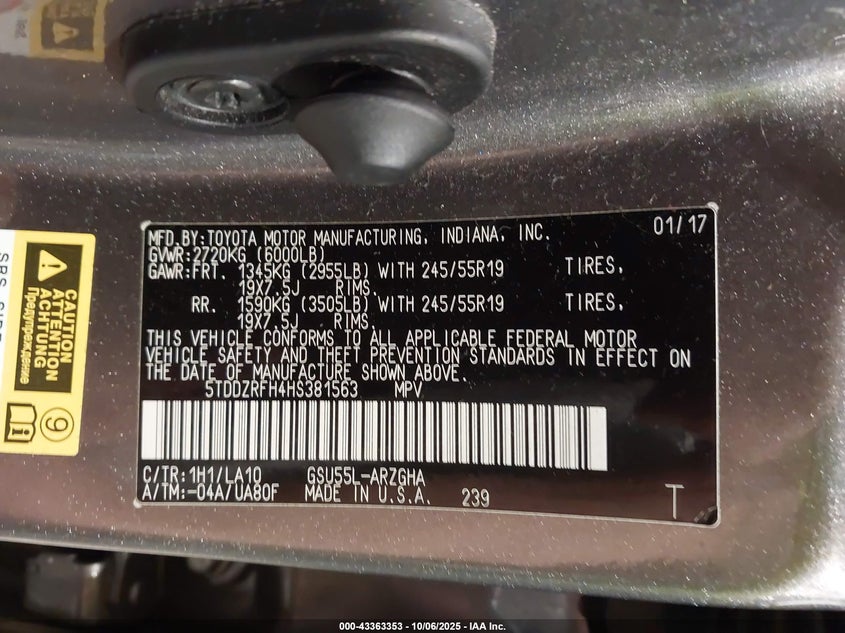 MFD.BY:TOYOTA MOTOR MANUFACTURING, INDIANA, INC. 01/17
GVWR:2720KG (6000LB)
GAWR:FRT. 1345KG (2955LB) WITH 245/55R19 TIRES,
19X7.5J RIMS.
RR. 1590KG (3505LB) WITH 245/55R19 TIRES,
19X7.5J RIMS.
THIS VEHICLE CONFORMS TO ALL APPLICABLE FEDERAL MOTOR
VEHICLE SAFETY AND THEFT PREVENTION STANDARDS IN EFFECT ON
THE DATE OF MANUFACTURE SHOWN ABOVE.
5TDDZRFH4HS381563 MPV
C/TR:1H1/LA10 GSU55L-ARZGHA
A/TM:-04A/UA80F MADE IN U.S.A. 239 T
CAUTION
ATTENTION
ACHTUNG
Предупреждение
9
000-43363353 - 10/06/2025 - IAA Inc.